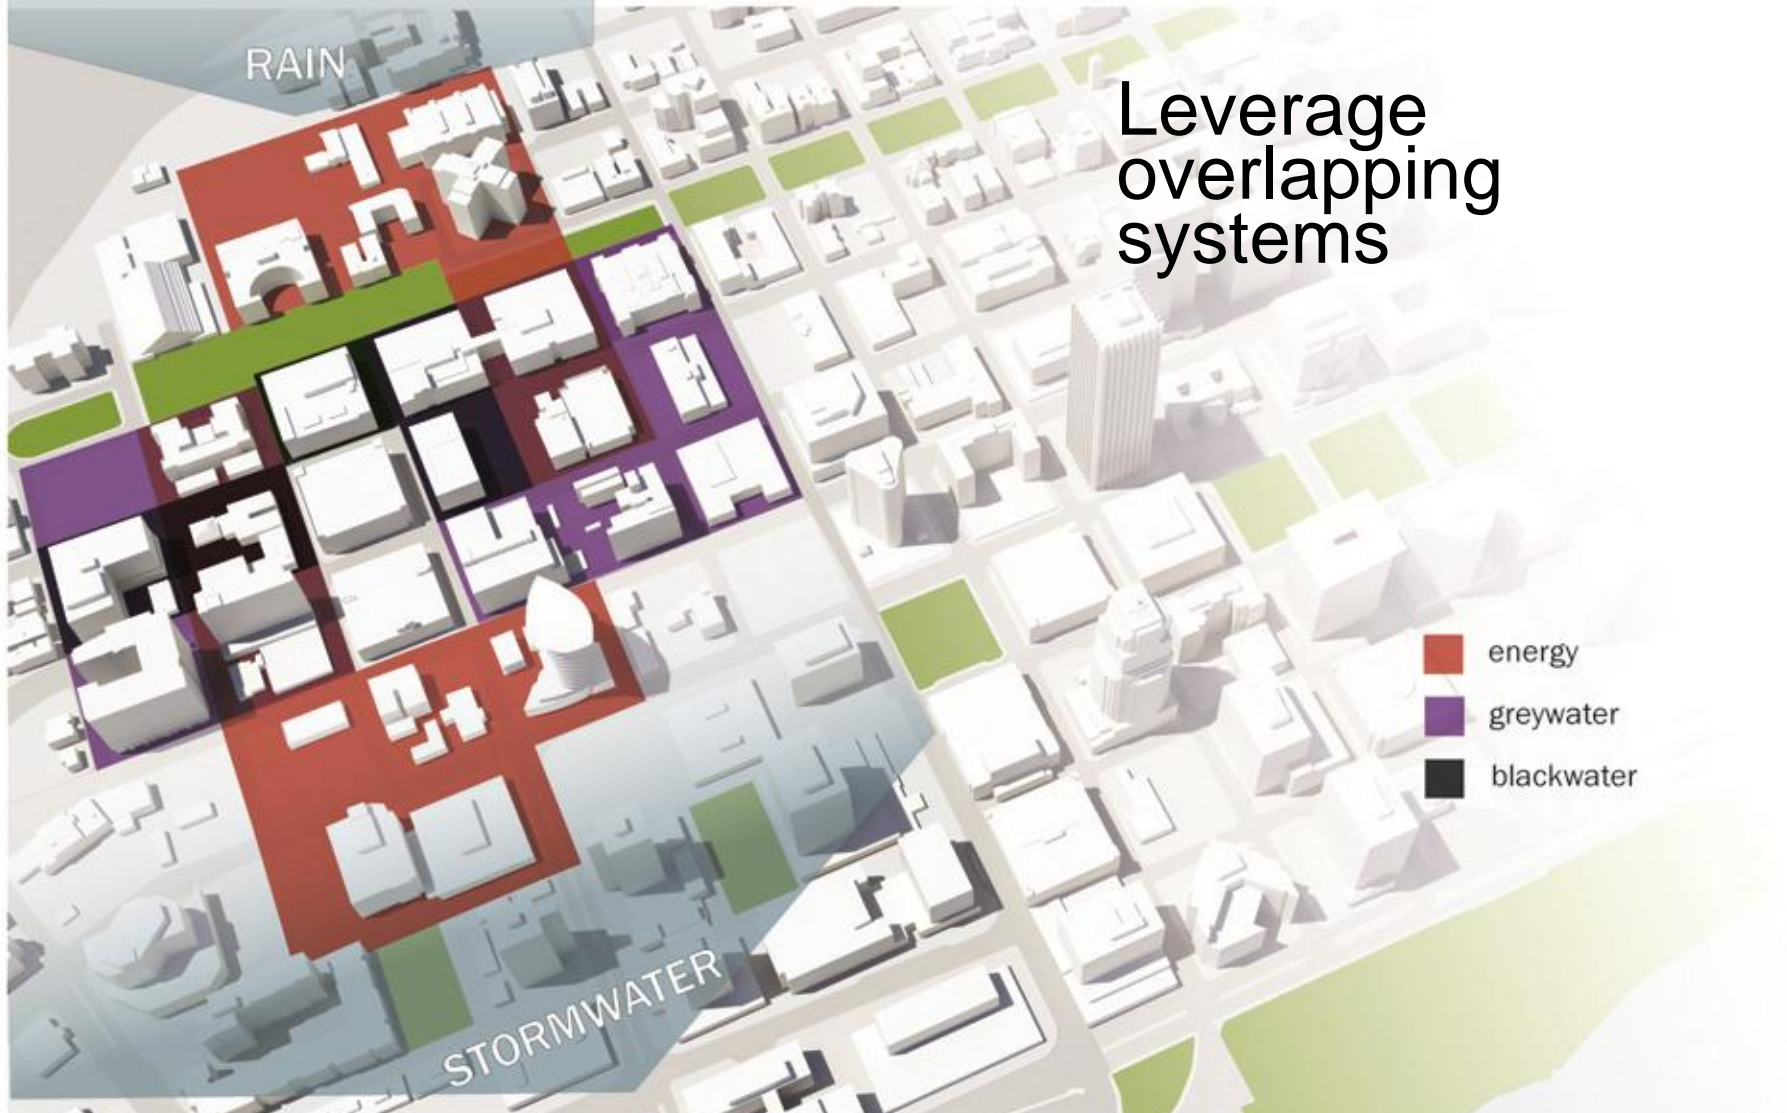 RAIN
Leverage
overlapping
systems
energy
greywater
blackwater
STORMWATER